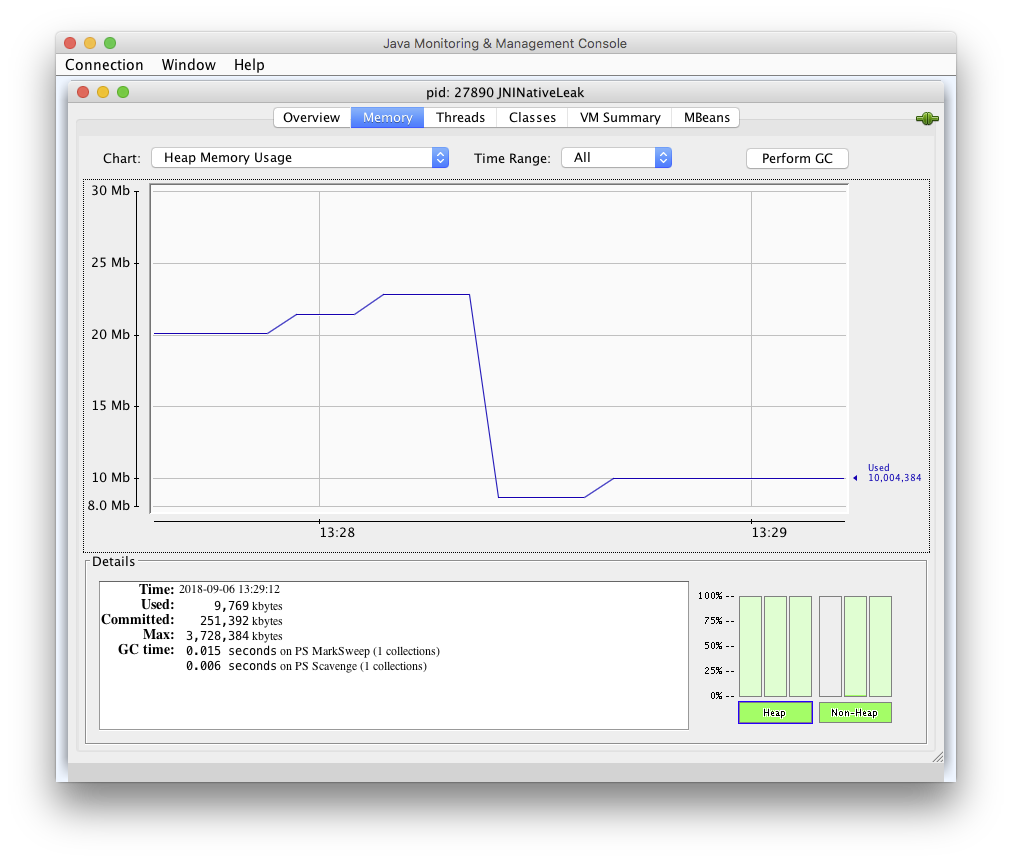 Java Monitoring & Management Console
Connection Window Help
pid: 27890 JNINativeLeak
Overview Memory Threads Classes VM Summary MBeans
Chart: Heap Memory Usage Time Range: All Perform GC
30 Mb
25 Mb
20 Mb
15 Mb
10 Mb
8.0 Mb
Used
10,004,384
13:28 13:29
Details
Time: 2018-09-06 13:29:12
Used: 9,769 kbytes
Committed: 251,392 kbytes
Max: 3,728,384 kbytes
GC time: 0.015 seconds on PS MarkSweep (1 collections)
0.006 seconds on PS Scavenge (1 collections)
100% --
75% --
50% --
25% --
0% --
Heap Non-Heap